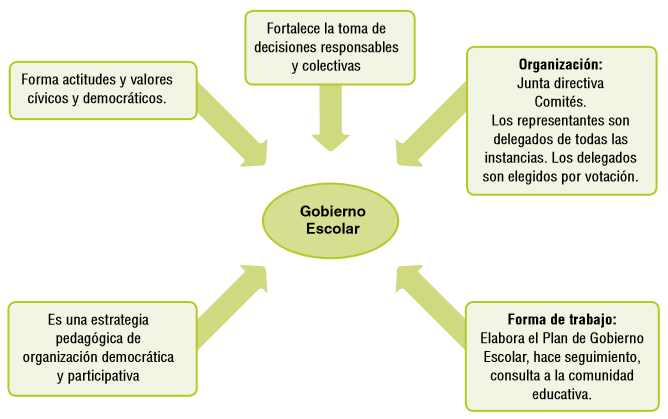 Fortalece la toma de
decisiones responsables
y colectivas
Forma actitudes y valores
cívicos y democráticos.
Organización:
Junta directiva
Comités.
Los representantes son
delegados de todas las
instancias. Los delegados
son elegidos por votación.
Gobierno
Escolar
Es una estrategia
pedagógica de
organización democrática
y participativa
Forma de trabajo:
Elabora el Plan de Gobierno
Escolar, hace seguimiento,
consulta a la comunidad
educativa.